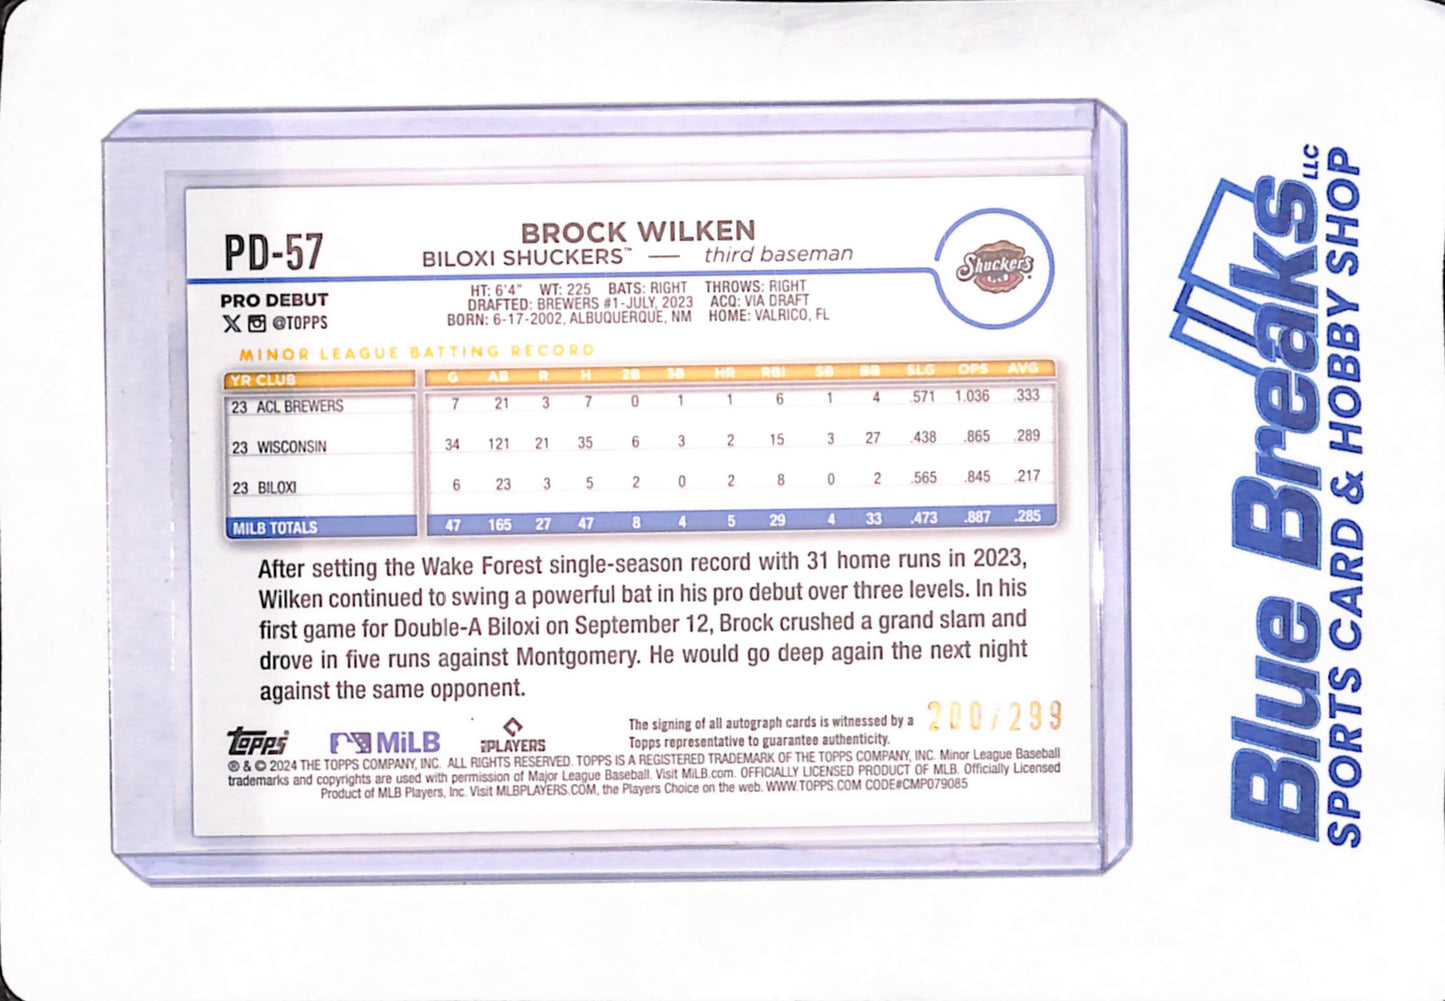 PD-57
BROCK WILKEN
BILOXI SHUCKERS™ — third baseman
Shuckers
PRO DEBUT
X @TOPPS
HT: 6'4" WT: 225 BATS: RIGHT THROWS: RIGHT
DRAFTED: BREWERS #1-JULY, 2023 ACQ: VIA DRAFT
BORN: 6-17-2002, ALBUQUERQUE, NM HOME: VALRICO, FL
MINOR LEAGUE BATTING RECORD
YR CLUB G AB R H 2B 3B HR RBI SB BB SLG OPS AVG
23 ACL BREWERS 7 21 3 7 0 1 1 6 1 4 .571 1.036 .333
23 WISCONSIN 34 121 21 35 6 3 2 15 3 27 .438 .865 .289
23 BILOXI 6 23 3 5 2 0 2 8 0 2 .565 .845 .217
MILB TOTALS 47 165 27 47 8 4 5 29 4 33 .473 .887 .285
After setting the Wake Forest single-season record with 31 home runs in 2023,
Wilken continued to swing a powerful bat in his pro debut over three levels. In his
first game for Double-A Biloxi on September 12, Brock crushed a grand slam and
drove in five runs against Montgomery. He would go deep again the next night
against the same opponent.
The signing of all autograph cards is witnessed by a
Topps representative to guarantee authenticity.
200/299
topps MiLB PLAYERS
® & © 2024 THE TOPPS COMPANY, INC. ALL RIGHTS RESERVED. TOPPS IS A REGISTERED TRADEMARK OF THE TOPPS COMPANY, INC. Minor League Baseball
trademarks and copyrights are used with permission of Major League Baseball. Visit MiLB.com. OFFICIALLY LICENSED PRODUCT OF MLB. Officially Licensed
Product of MLB Players, Inc. Visit MLBPLAYERS.COM, the Players Choice on the web. WWW.TOPPS.COM CODE#CMP079085
Blue Breaks LLC
SPORTS CARD & HOBBY SHOP